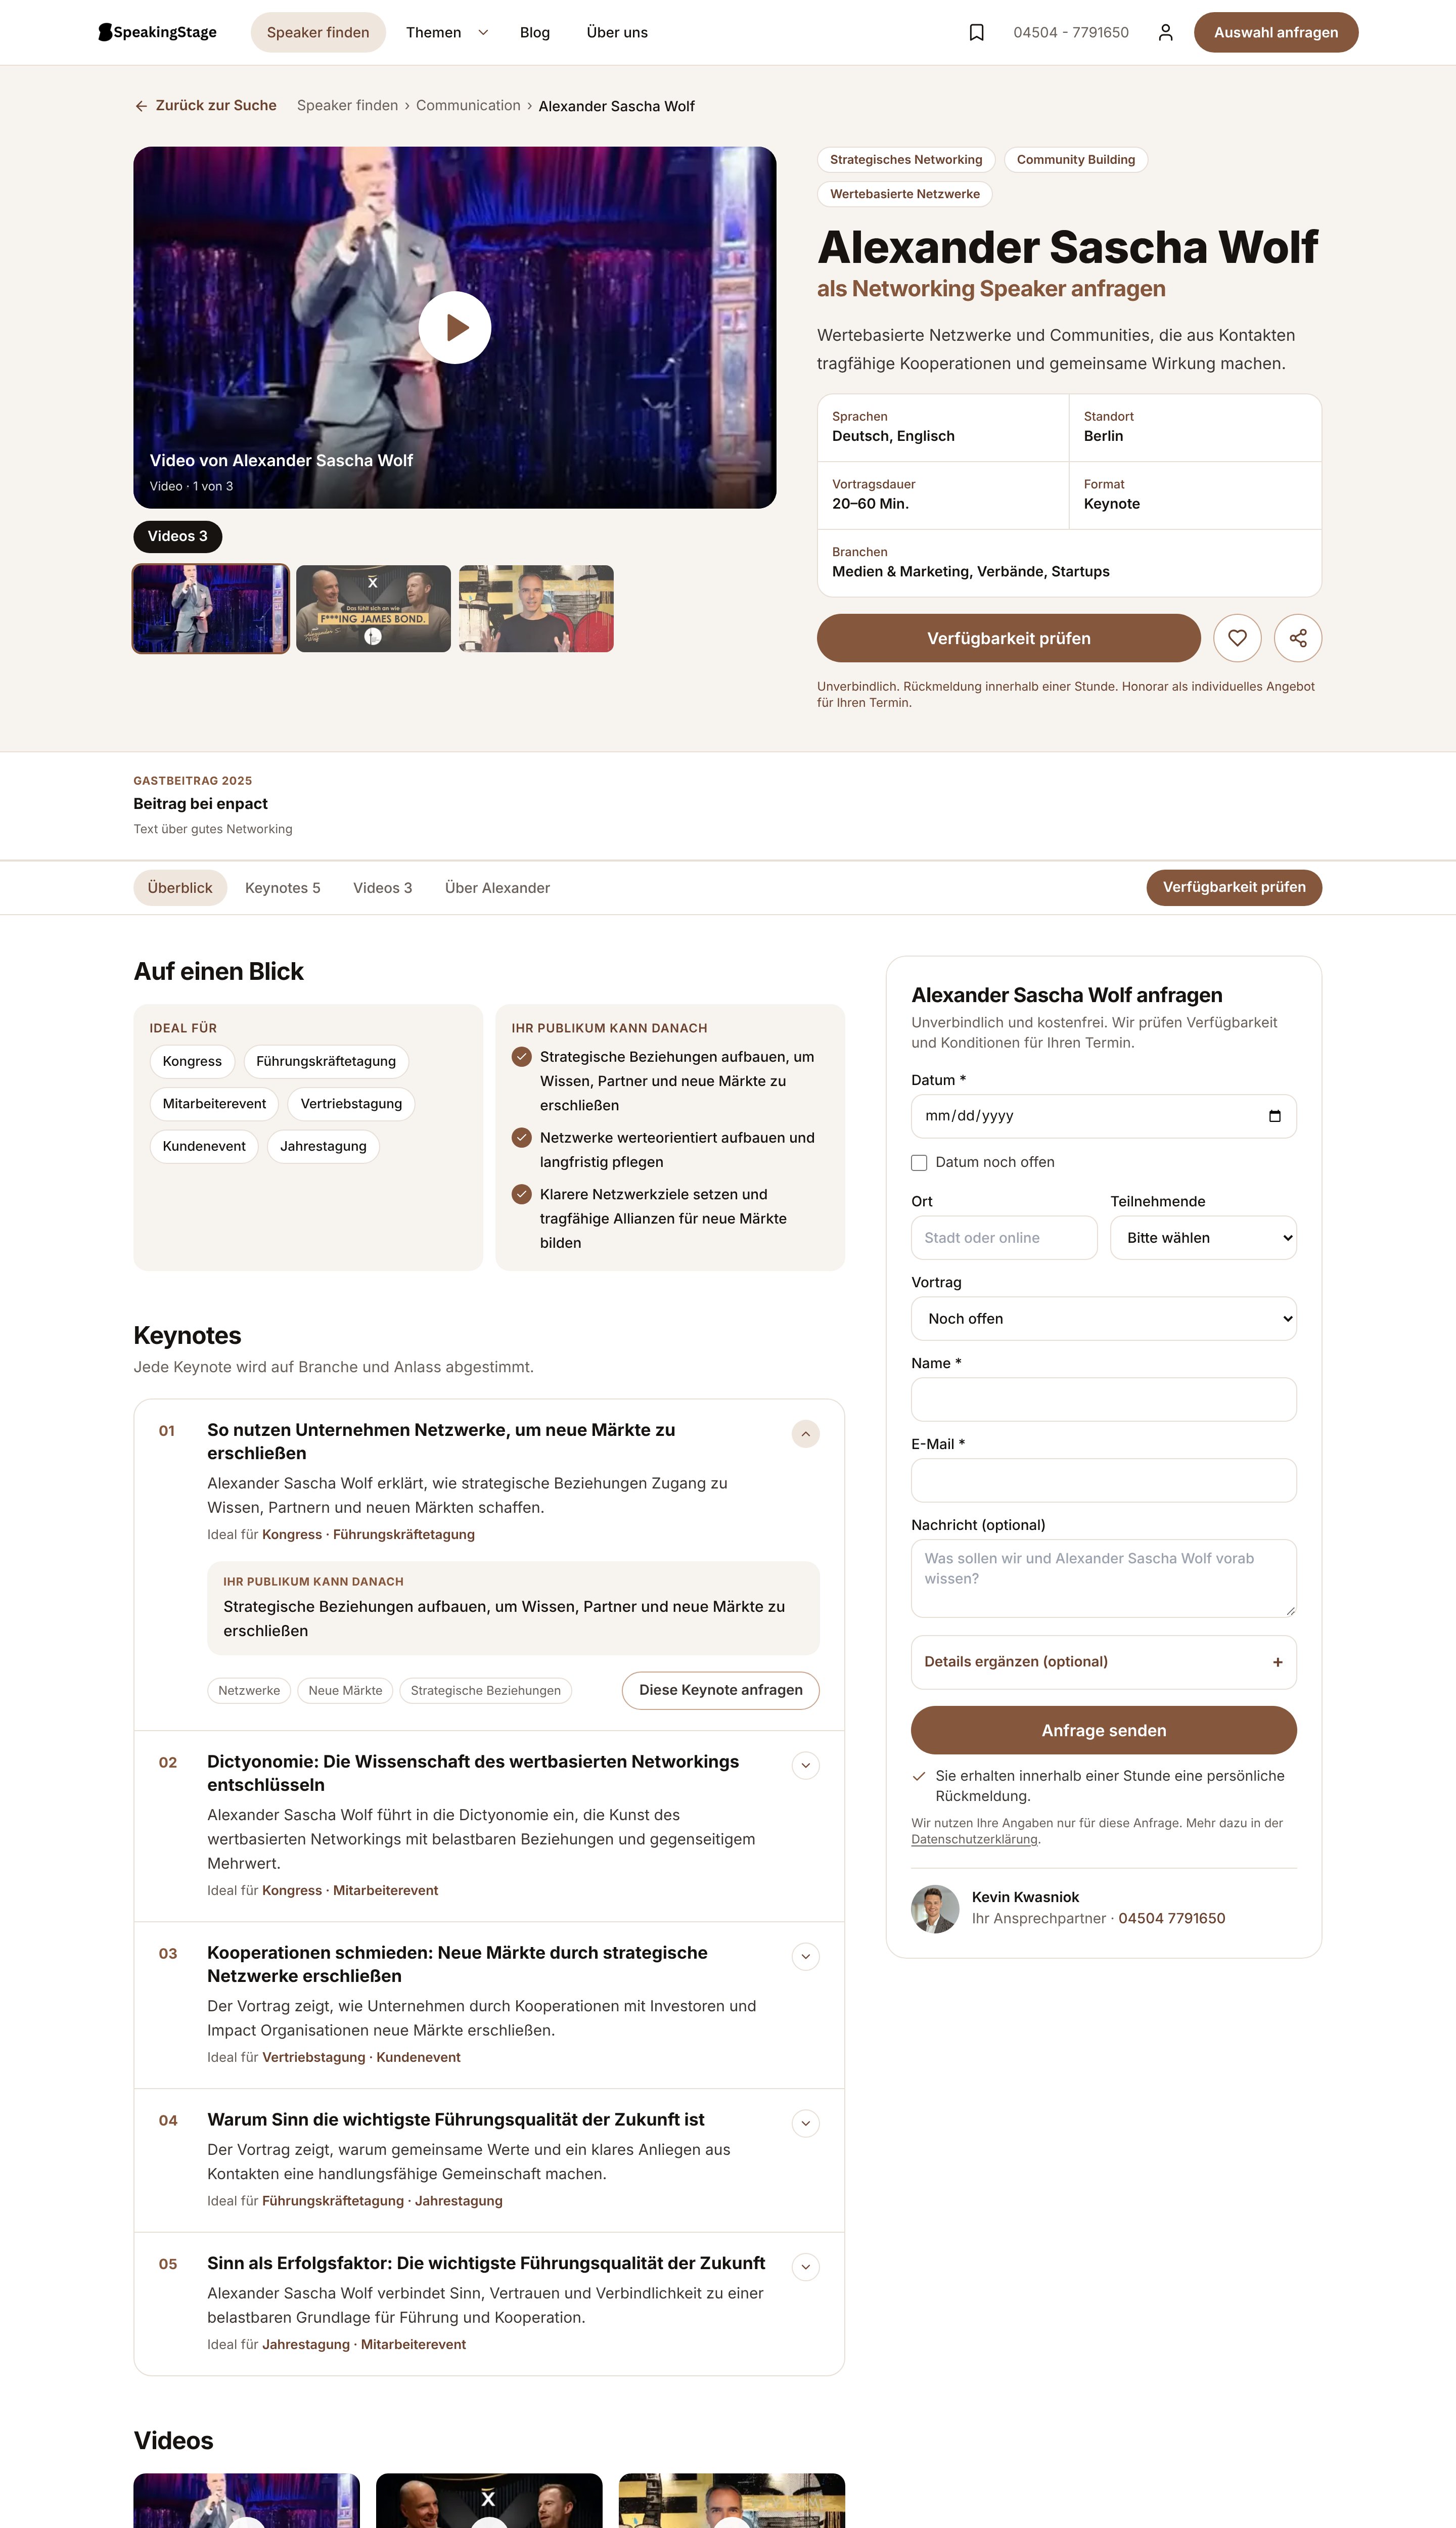 SpeakingStage
Speaker finden
Themen
Blog
Über uns
04504 - 7791650
Auswahl anfragen
Zurück zur Suche
Speaker finden › Communication › Alexander Sascha Wolf
Video von Alexander Sascha Wolf
Video · 1 von 3
Videos 3
Das fühlt sich an wie
F***ING JAMES BOND.
Strategisches Networking
Community Building
Wertebasierte Netzwerke
Alexander Sascha Wolf
als Networking Speaker anfragen
Wertebasierte Netzwerke und Communities, die aus Kontakten
tragfähige Kooperationen und gemeinsame Wirkung machen.
Sprachen
Deutsch, Englisch
Standort
Berlin
Vortragsdauer
20–60 Min.
Format
Keynote
Branchen
Medien & Marketing, Verbände, Startups
Verfügbarkeit prüfen
Unverbindlich. Rückmeldung innerhalb einer Stunde. Honorar als individuelles Angebot
für Ihren Termin.
GASTBEITRAG 2025
Beitrag bei enpact
Text über gutes Networking
Überblick
Keynotes 5
Videos 3
Über Alexander
Verfügbarkeit prüfen
Auf einen Blick
IDEAL FÜR
Kongress
Führungskräftetagung
Mitarbeiterevent
Vertriebstagung
Kundenevent
Jahrestagung
IHR PUBLIKUM KANN DANACH
Strategische Beziehungen aufbauen, um
Wissen, Partner und neue Märkte zu
erschließen
Netzwerke werteorientiert aufbauen und
langfristig pflegen
Klarere Netzwerkziele setzen und
tragfähige Allianzen für neue Märkte
bilden
Keynotes
Jede Keynote wird auf Branche und Anlass abgestimmt.
01
So nutzen Unternehmen Netzwerke, um neue Märkte zu
erschließen
Alexander Sascha Wolf erklärt, wie strategische Beziehungen Zugang zu
Wissen, Partnern und neuen Märkten schaffen.
Ideal für Kongress · Führungskräftetagung
IHR PUBLIKUM KANN DANACH
Strategische Beziehungen aufbauen, um Wissen, Partner und neue Märkte zu
erschließen
Netzwerke
Neue Märkte
Strategische Beziehungen
Diese Keynote anfragen
02
Dictyonomie: Die Wissenschaft des wertbasierten Networkings
entschlüsseln
Alexander Sascha Wolf führt in die Dictyonomie ein, die Kunst des
wertbasierten Networkings mit belastbaren Beziehungen und gegenseitigem
Mehrwert.
Ideal für Kongress · Mitarbeiterevent
03
Kooperationen schmieden: Neue Märkte durch strategische
Netzwerke erschließen
Der Vortrag zeigt, wie Unternehmen durch Kooperationen mit Investoren und
Impact Organisationen neue Märkte erschließen.
Ideal für Vertriebstagung · Kundenevent
04
Warum Sinn die wichtigste Führungsqualität der Zukunft ist
Der Vortrag zeigt, warum gemeinsame Werte und ein klares Anliegen aus
Kontakten eine handlungsfähige Gemeinschaft machen.
Ideal für Führungskräftetagung · Jahrestagung
05
Sinn als Erfolgsfaktor: Die wichtigste Führungsqualität der Zukunft
Alexander Sascha Wolf verbindet Sinn, Vertrauen und Verbindlichkeit zu einer
belastbaren Grundlage für Führung und Kooperation.
Ideal für Jahrestagung · Mitarbeiterevent
Videos
Alexander Sascha Wolf anfragen
Unverbindlich und kostenfrei. Wir prüfen Verfügbarkeit
und Konditionen für Ihren Termin.
Datum *
mm/dd/yyyy
Datum noch offen
Ort
Stadt oder online
Teilnehmende
Bitte wählen
Vortrag
Noch offen
Name *
E-Mail *
Nachricht (optional)
Was sollen wir und Alexander Sascha Wolf vorab
wissen?
Details ergänzen (optional) +
Anfrage senden
Sie erhalten innerhalb einer Stunde eine persönliche
Rückmeldung.
Wir nutzen Ihre Angaben nur für diese Anfrage. Mehr dazu in der
Datenschutzerklärung.
Kevin Kwasniok
Ihr Ansprechpartner · 04504 7791650